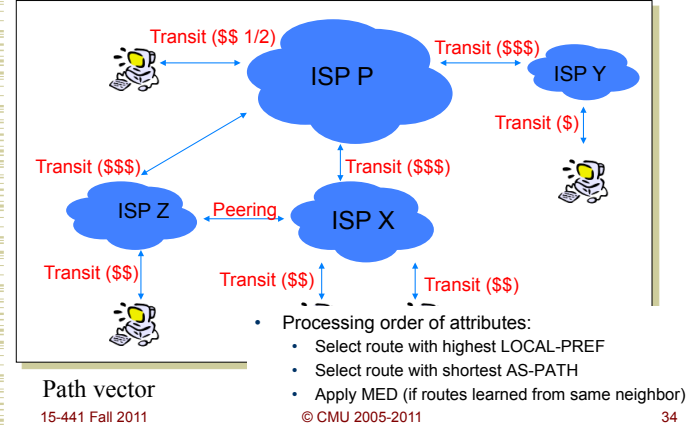 Transit ($$ 1/2)
ISP P
Transit ($$$)
ISP Y
Transit ($)
Transit ($$$)
Transit ($$$)
ISP Z
Peering
ISP X
Transit ($$)
Transit ($$)
Transit ($$)
• Processing order of attributes:
• Select route with highest LOCAL-PREF
• Select route with shortest AS-PATH
• Apply MED (if routes learned from same neighbor)
Path vector
15-441 Fall 2011
© CMU 2005-2011
34